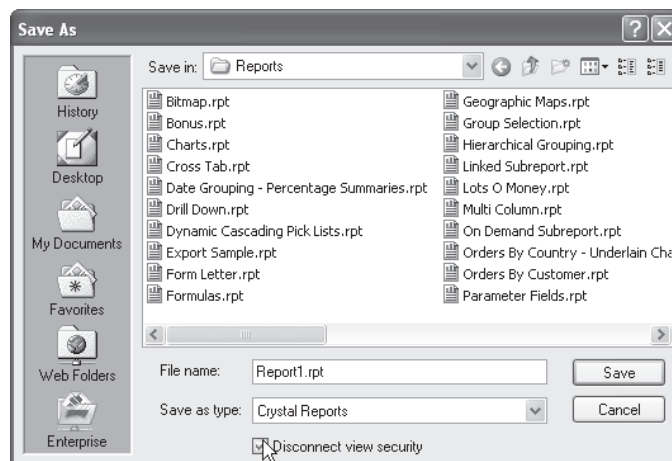 Save As
Save in: Reports
History
Desktop
My Documents
Favorites
Web Folders
Enterprise
Bitmap.rpt
Bonus.rpt
Charts.rpt
Cross Tab.rpt
Date Grouping - Percentage Summaries.rpt
Drill Down.rpt
Dynamic Cascading Pick Lists.rpt
Export Sample.rpt
Form Letter.rpt
Formulas.rpt
Geographic Maps.rpt
Group Selection.rpt
Hierarchical Grouping.rpt
Linked Subreport.rpt
Lots O Money.rpt
Multi Column.rpt
On Demand Subreport.rpt
Orders By Country - Underlain Cha
Orders By Customer.rpt
Parameter Fields.rpt
File name: Report1.rpt
Save
Save as type: Crystal Reports
Cancel
Disconnect view security